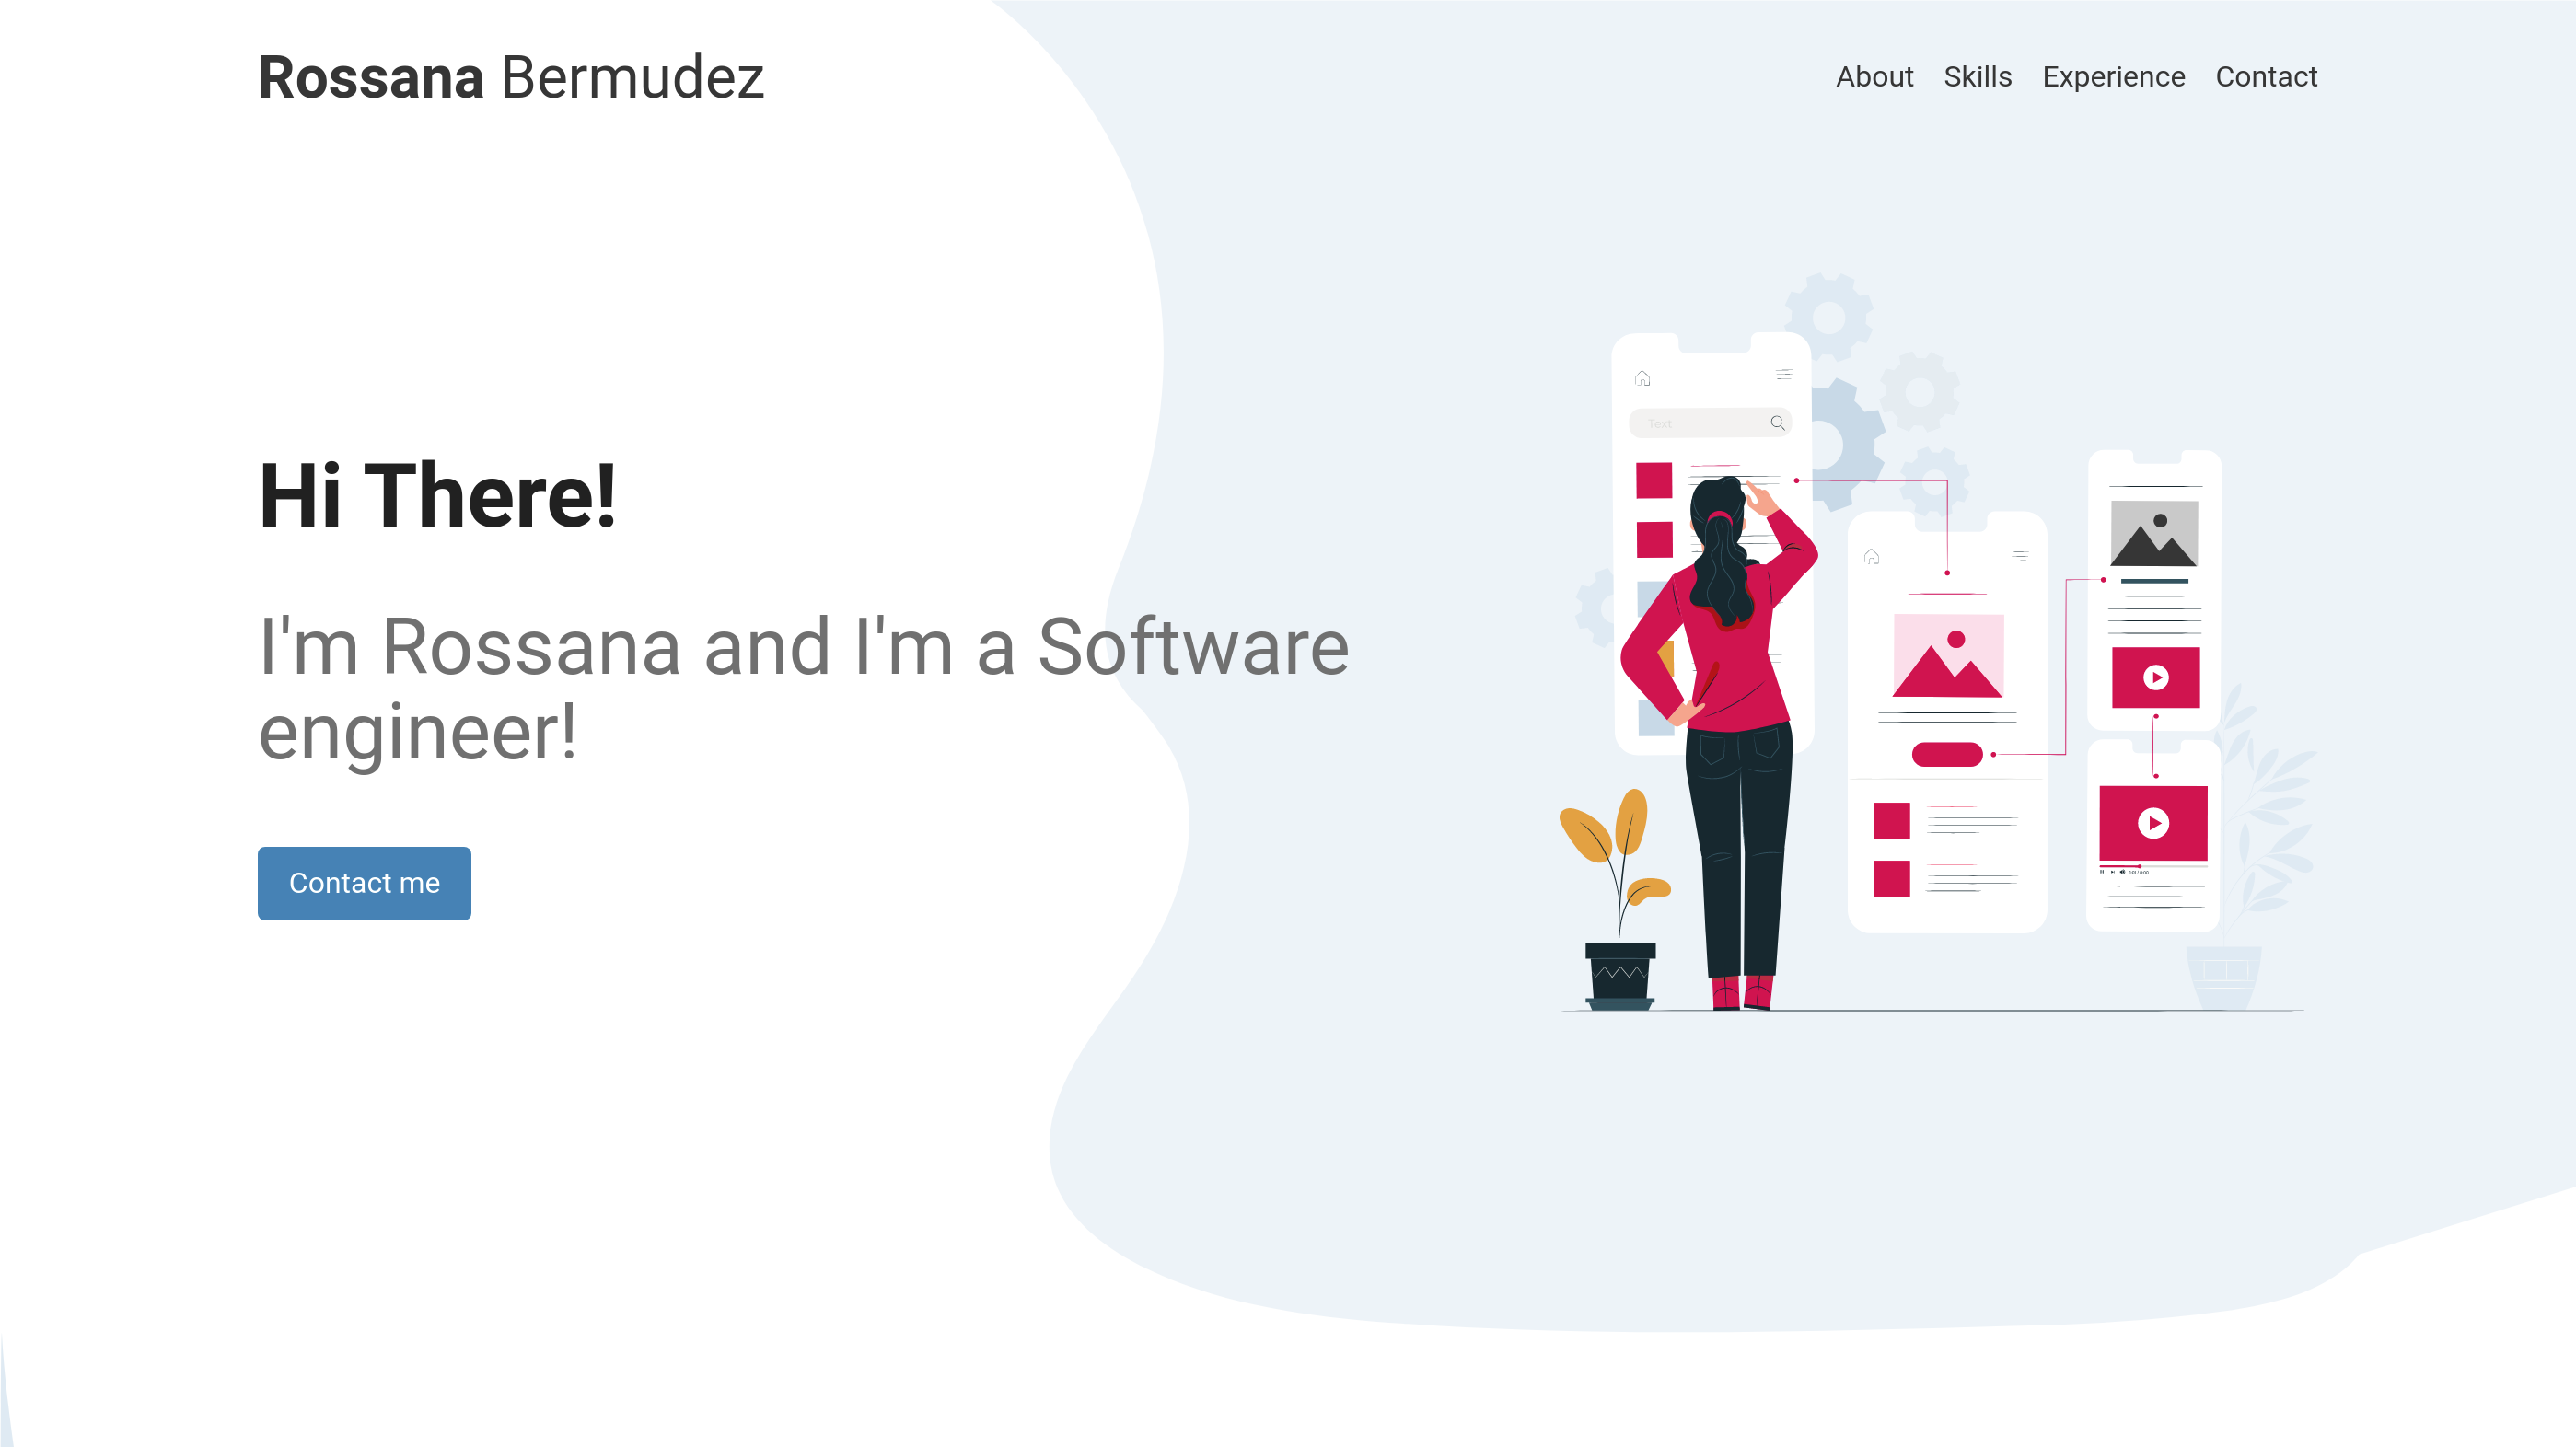 Rossana Bermudez
About Skills Experience Contact
Hi There!
I'm Rossana and I'm a Software
engineer!
Contact me
Text